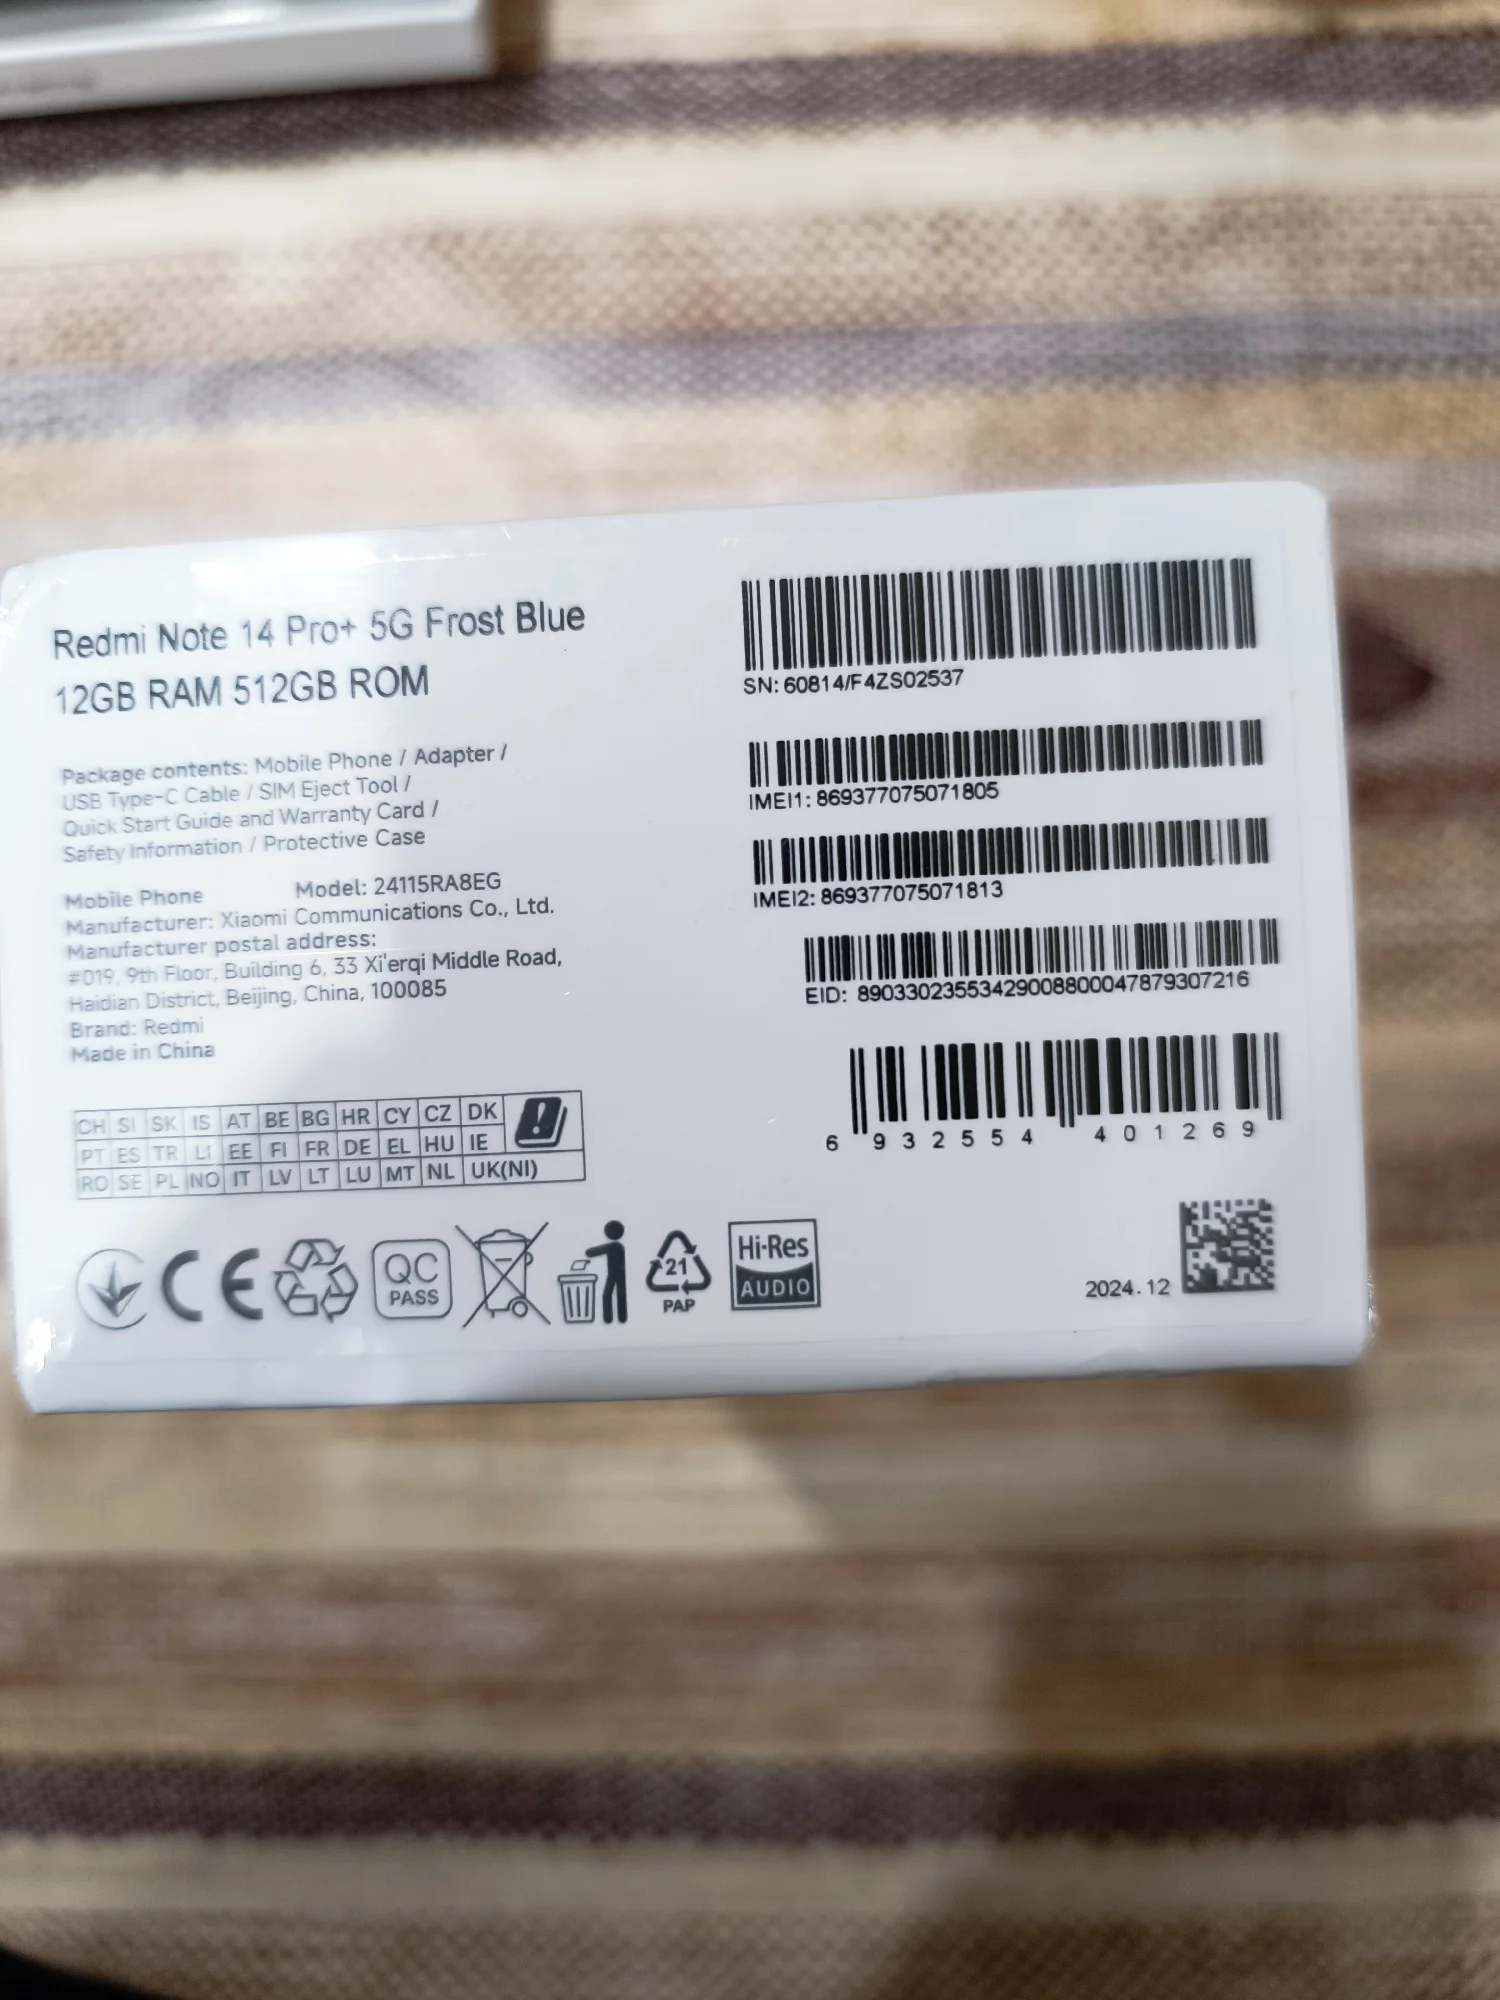 Redmi Note 14 Pro+ 5G Frost Blue
12GB RAM 512GB ROM
Package contents: Mobile Phone / Adapter /
USB Type-C Cable / SIM Eject Tool /
Quick Start Guide and Warranty Card /
Safety Information / Protective Case
Mobile Phone Model: 24115RA8EG
Manufacturer: Xiaomi Communications Co., Ltd.
Manufacturer postal address:
#019, 9th Floor, Building 6, 33 Xi'erqi Middle Road,
Haidian District, Beijing, China, 100085
Brand: Redmi
Made in China
CH SI SK IS AT BE BG HR CY CZ DK
PT ES TR LI EE FI FR DE EL HU IE
RO SE PL NO IT LV LT LU MT NL UK(NI)
CE
QC
PASS
21
PAP
Hi-Res
AUDIO
SN: 60814/F4ZS02537
IMEI1: 869377075071805
IMEI2: 869377075071813
EID: 89033023553429008800047879307216
6 932554 401269
2024.12